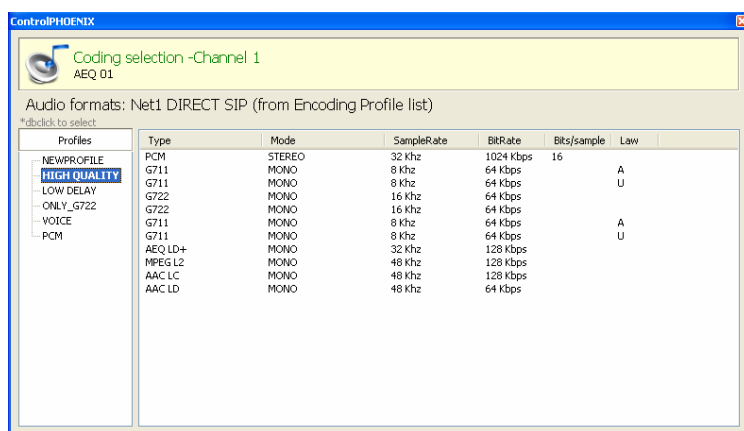 ControlPHOENIX
Coding selection -Channel 1
AEQ 01
Audio formats: Net1 DIRECT SIP (from Encoding Profile list)
*dbclick to select
Profiles
NEWPROFILE
HIGH QUALITY
LOW DELAY
ONLY_G722
VOICE
PCM
Type Mode SampleRate BitRate Bits/sample Law
PCM STEREO 32 Khz 1024 Kbps 16
G711 MONO 8 Khz 64 Kbps A
G711 MONO 8 Khz 64 Kbps U
G722 MONO 16 Khz 64 Kbps
G722 MONO 16 Khz 64 Kbps
G711 MONO 8 Khz 64 Kbps A
G711 MONO 8 Khz 64 Kbps U
AEQ LD+ MONO 32 Khz 128 Kbps
MPEG L2 MONO 48 Khz 128 Kbps
AAC LC MONO 48 Khz 128 Kbps
AAC LD MONO 48 Khz 64 Kbps